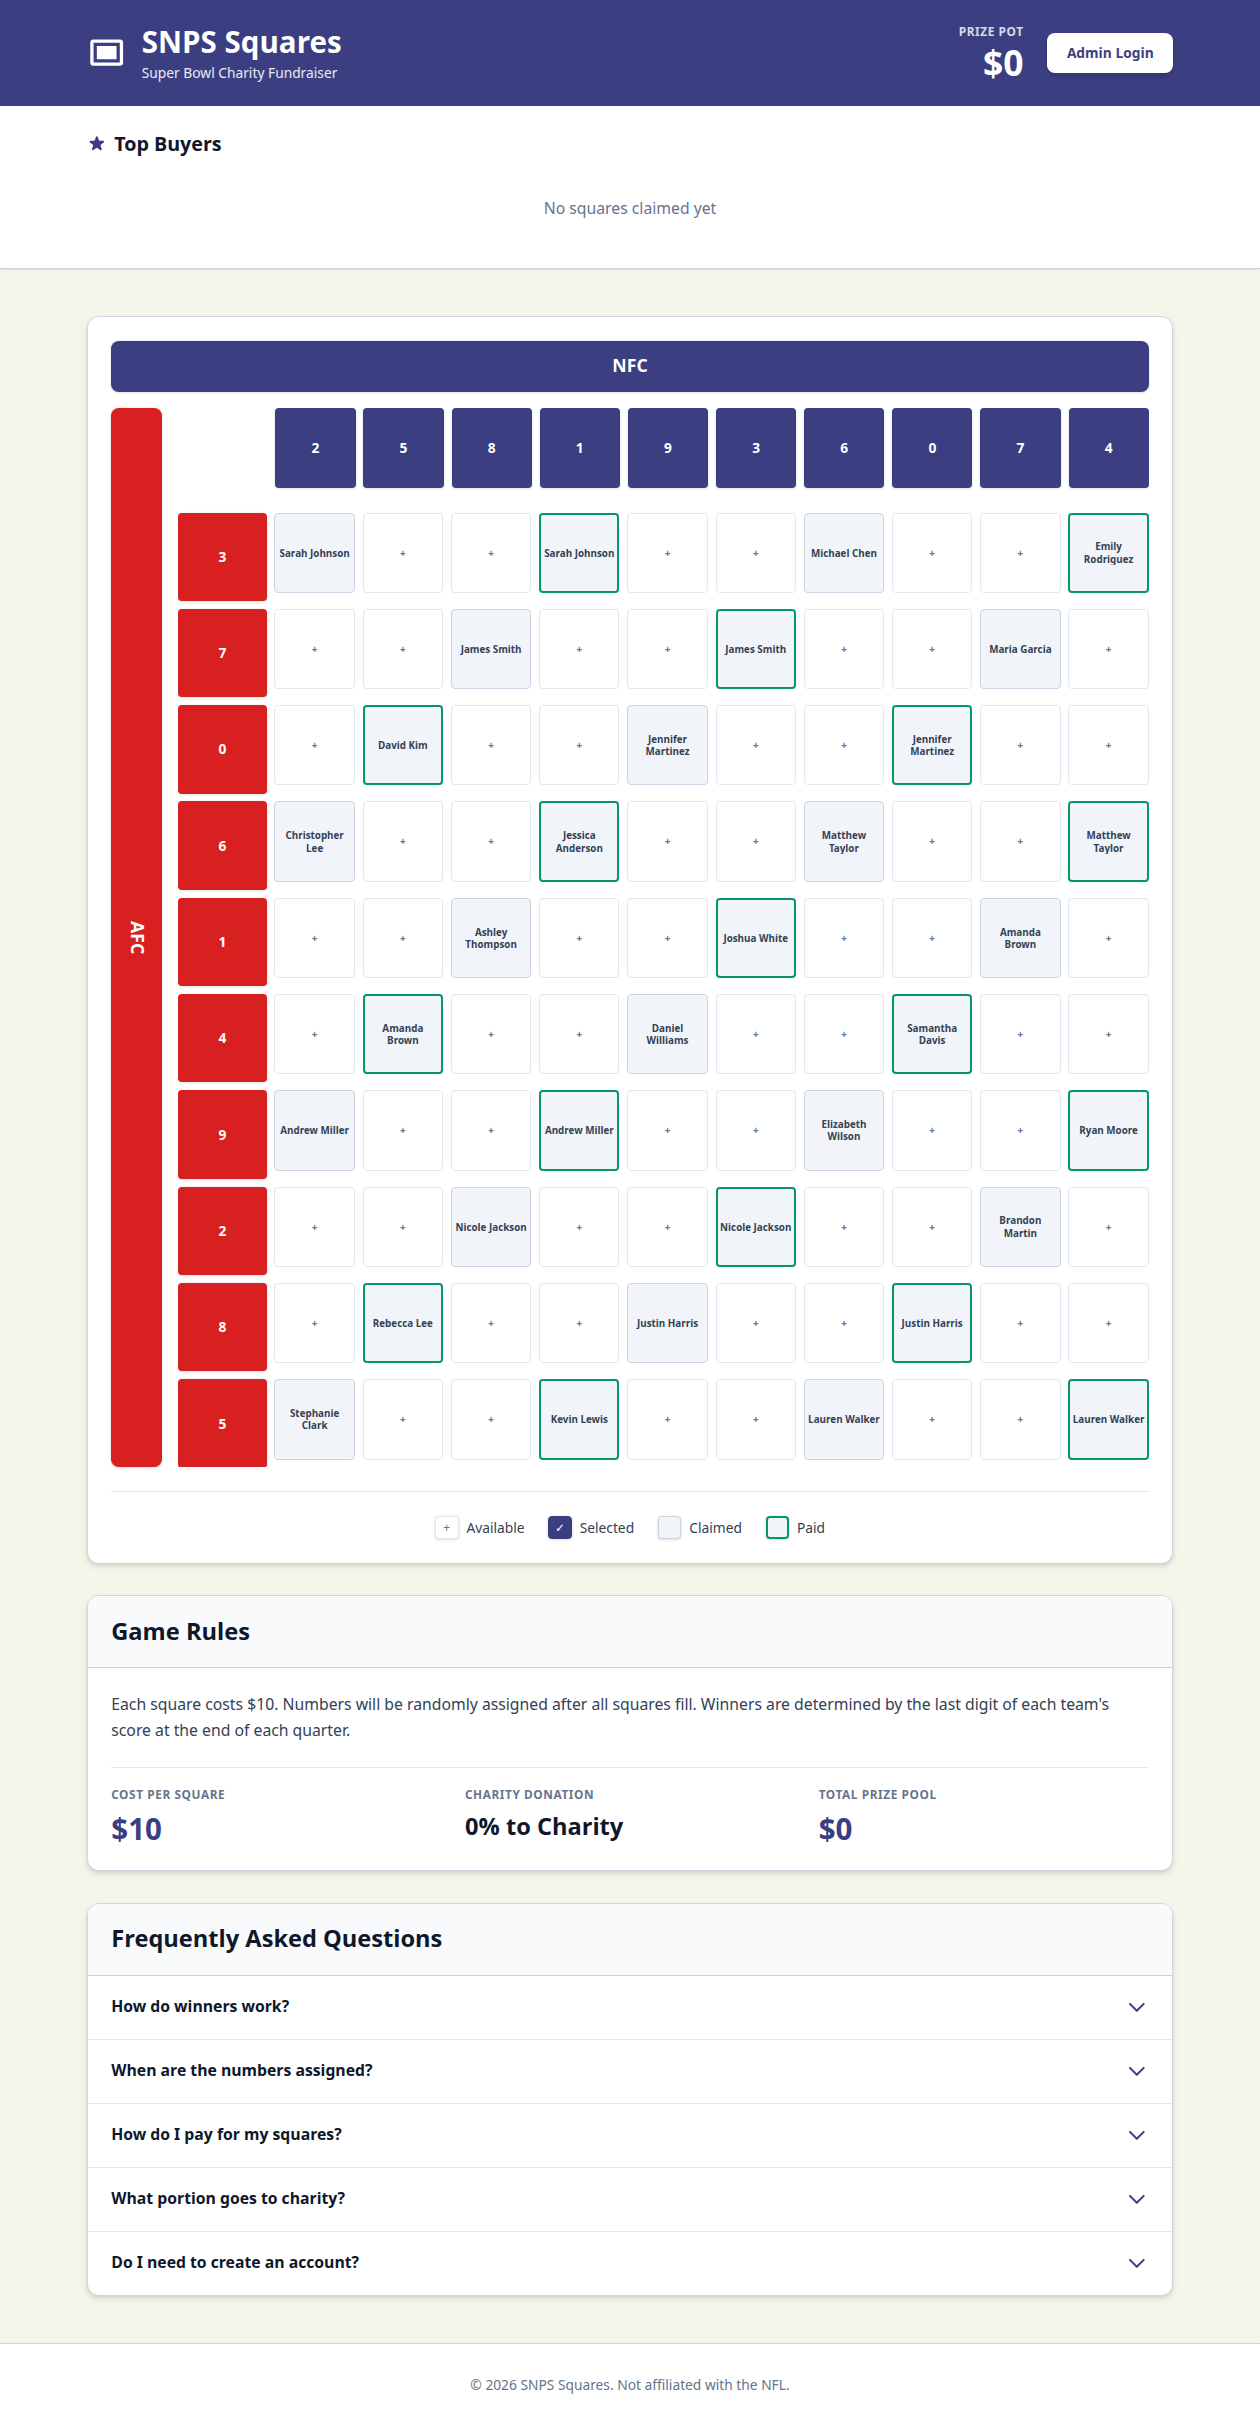 SNPS Squares
Super Bowl Charity Fundraiser
PRIZE POT
$0
Admin Login
Top Buyers
No squares claimed yet
NFC
AFC
2 5 8 1 9 3 6 0 7 4
3 Sarah Johnson + + Sarah Johnson + + Michael Chen + + Emily Rodriguez
7 + + James Smith + + James Smith + + Maria Garcia +
0 + David Kim + + Jennifer Martinez + + Jennifer Martinez + +
6 Christopher Lee + + Jessica Anderson + + Matthew Taylor + + Matthew Taylor
1 + + Ashley Thompson + + Joshua White + + Amanda Brown +
4 + Amanda Brown + + Daniel Williams + + Samantha Davis + +
9 Andrew Miller + + Andrew Miller + + Elizabeth Wilson + + Ryan Moore
2 + + Nicole Jackson + + Nicole Jackson + + Brandon Martin +
8 + Rebecca Lee + + Justin Harris + + Justin Harris + +
5 Stephanie Clark + + Kevin Lewis + + Lauren Walker + + Lauren Walker
+ Available ✓ Selected Claimed Paid
Game Rules
Each square costs $10. Numbers will be randomly assigned after all squares fill. Winners are determined by the last digit of each team's
score at the end of each quarter.
COST PER SQUARE
$10
CHARITY DONATION
0% to Charity
TOTAL PRIZE POOL
$0
Frequently Asked Questions
How do winners work?
When are the numbers assigned?
How do I pay for my squares?
What portion goes to charity?
Do I need to create an account?
© 2026 SNPS Squares. Not affiliated with the NFL.